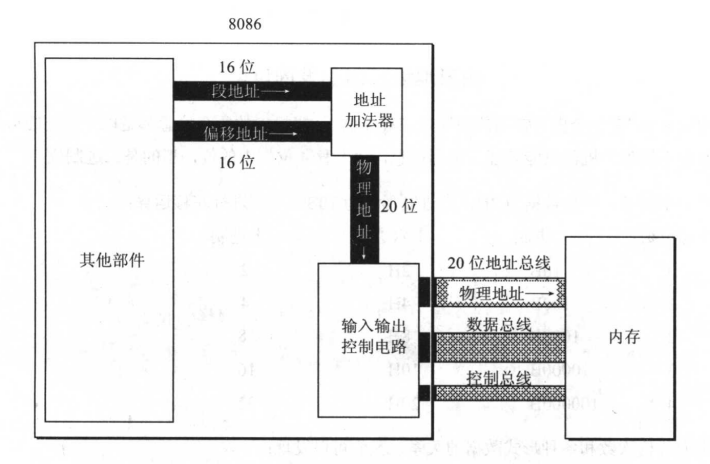 8086
16 位
段地址
偏移地址
16 位
地址
加法器
物理地址
20 位
其他部件
输入输出
控制电路
20 位地址总线
物理地址
数据总线
控制总线
内存